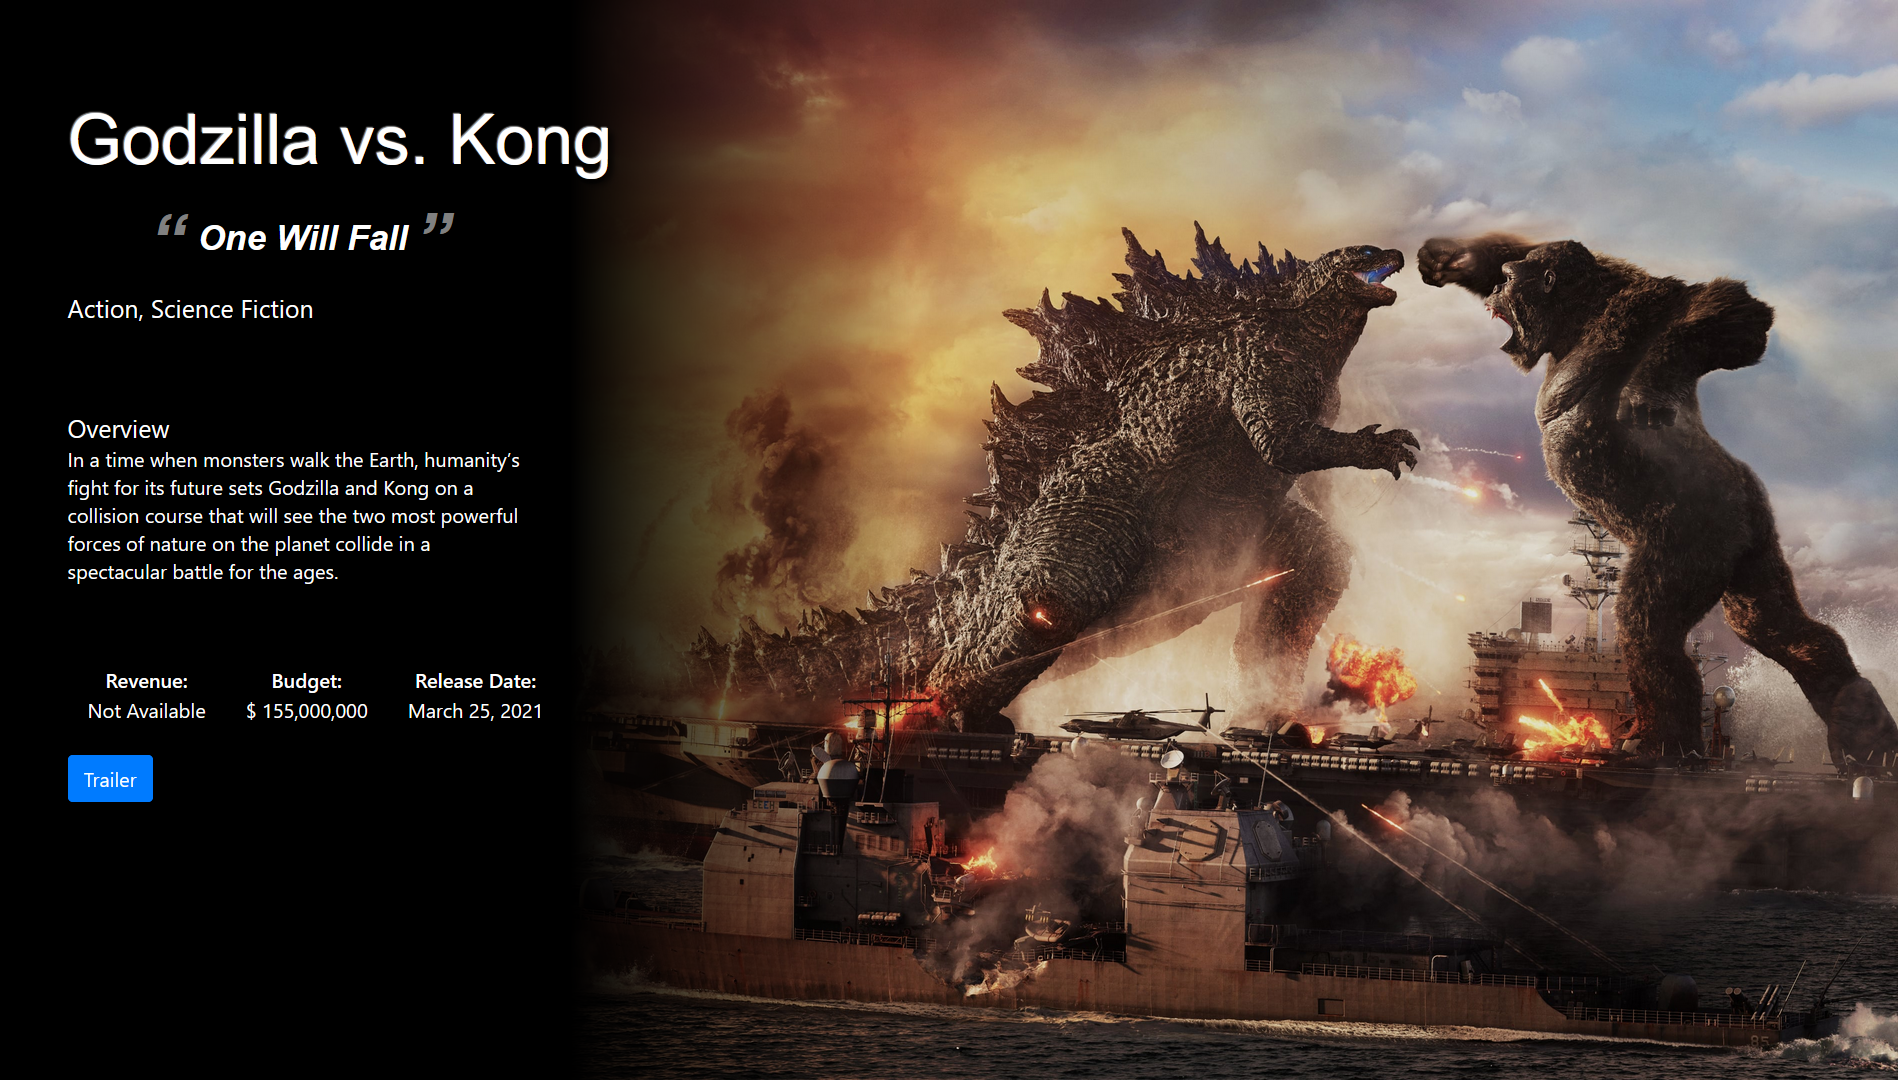 Godzilla vs. Kong
“ One Will Fall ”
Action, Science Fiction
Overview
In a time when monsters walk the Earth, humanity’s
fight for its future sets Godzilla and Kong on a
collision course that will see the two most powerful
forces of nature on the planet collide in a
spectacular battle for the ages.
Revenue: Budget: Release Date:
Not Available $ 155,000,000 March 25, 2021
Trailer
85